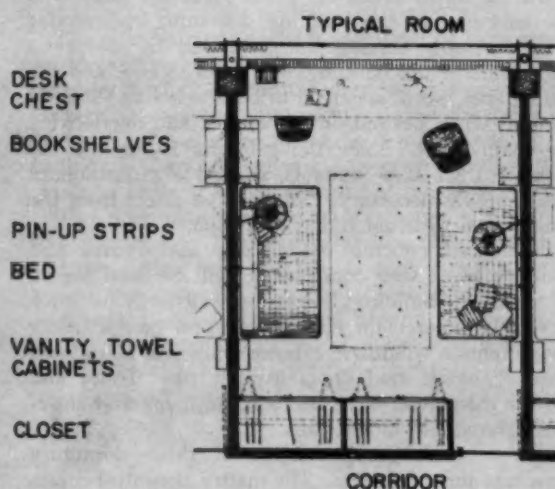 TYPICAL ROOM
DESK
CHEST
BOOKSHELVES
PIN-UP STRIPS
BED
VANITY, TOWEL
CABINETS
CLOSET
CORRIDOR